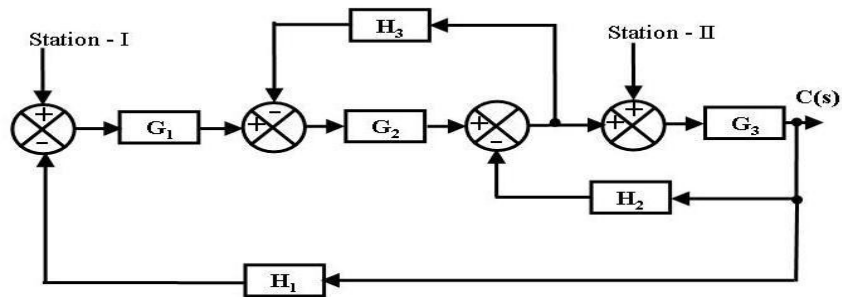 H₃
Station - I
Station - II
C(s)
+
−
+
−
+
−
+
+
G₁
G₂
G₃
H₂
H₁